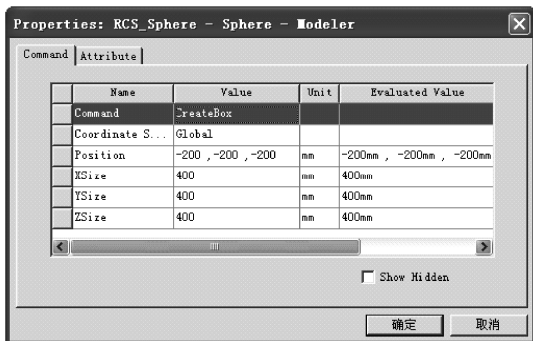 Properties: RCS_Sphere - Sphere - Modeler
Command Attribute
Name Value Unit Evaluated Value
Command CreateBox
Coordinate S... Global
Position -200 ,-200 ,-200 mm -200mm , -200mm , -200mm
XSize 400 mm 400mm
YSize 400 mm 400mm
ZSize 400 mm 400mm
Show Hidden
确定 取消